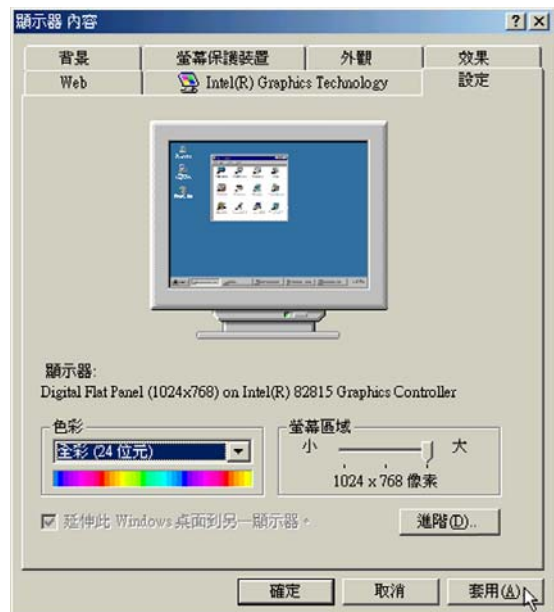 顯示器 內容
背景 螢幕保護裝置 外觀 效果
Web Intel(R) Graphics Technology 設定
顯示器:
Digital Flat Panel (1024x768) on Intel(R) 82815 Graphics Controller
色彩
全彩 (24 位元)
螢幕區域
小 大
1024 x 768 像素
延伸此 Windows 桌面到另一顯示器。
進階(D)..
確定 取消 套用(A)